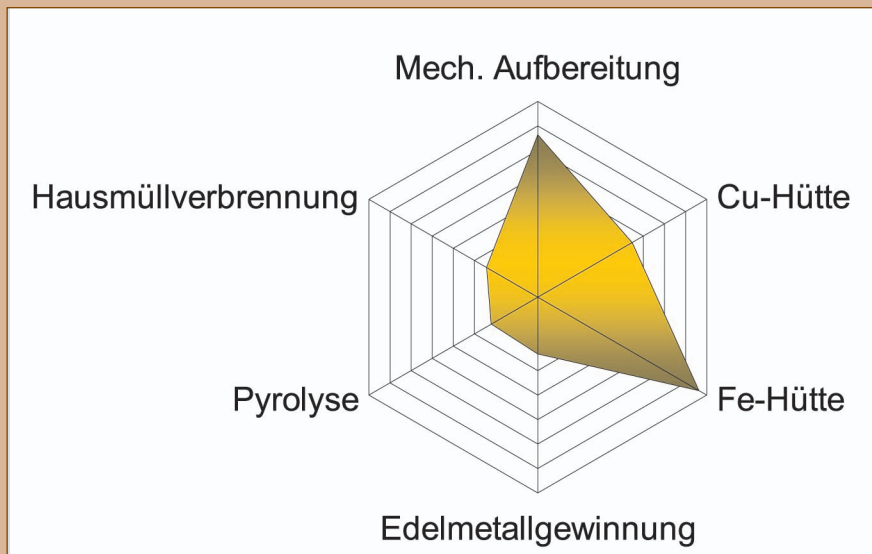 Mech. Aufbereitung
Hausmüllverbrennung
Cu-Hütte
Pyrolyse
Fe-Hütte
Edelmetallgewinnung